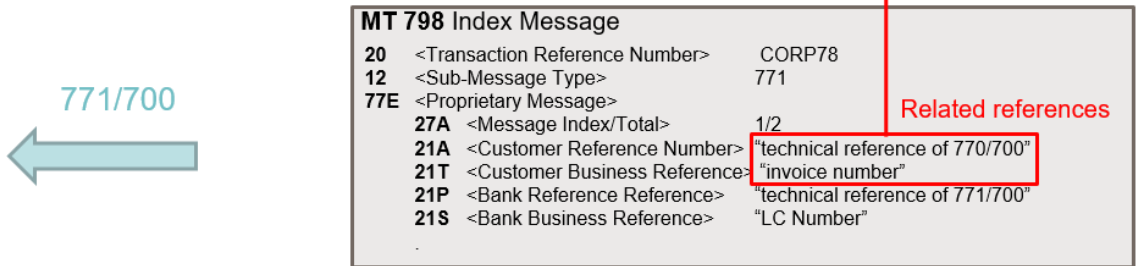 MT 798 Index Message
20 <Transaction Reference Number> CORP78
12 <Sub-Message Type> 771
77E <Proprietary Message>
771/700
Related references
27A <Message Index/Total> 1/2
21A <Customer Reference Number> “technical reference of 770/700”
21T <Customer Business Reference> “invoice number”
21P <Bank Reference Reference> “technical reference of 771/700”
21S <Bank Business Reference> “LC Number”
.